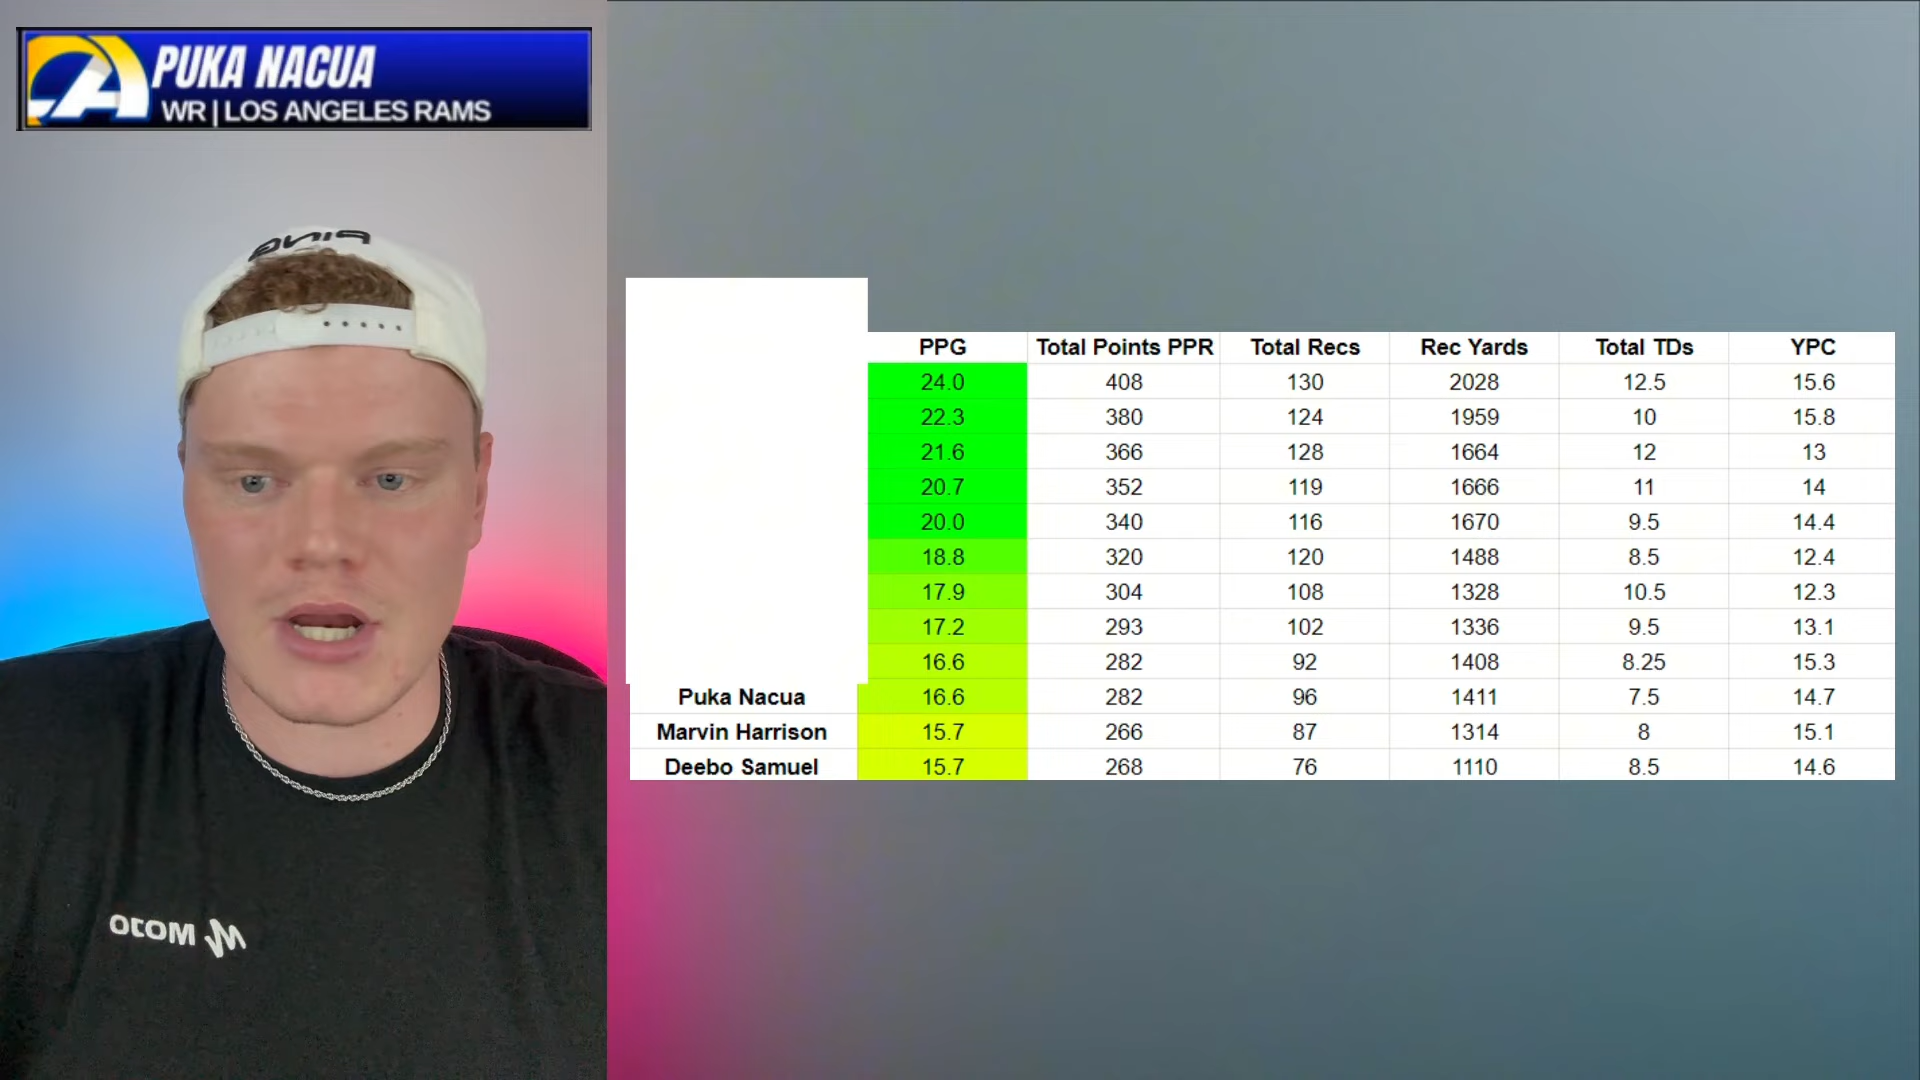 PUKA NACUA
WR | LOS ANGELES RAMS
PING
MOTO
PPG Total Points PPR Total Recs Rec Yards Total TDs YPC
24.0 408 130 2028 12.5 15.6
22.3 380 124 1959 10 15.8
21.6 366 128 1664 12 13
20.7 352 119 1666 11 14
20.0 340 116 1670 9.5 14.4
18.8 320 120 1488 8.5 12.4
17.9 304 108 1328 10.5 12.3
17.2 293 102 1336 9.5 13.1
16.6 282 92 1408 8.25 15.3
Puka Nacua 16.6 282 96 1411 7.5 14.7
Marvin Harrison 15.7 266 87 1314 8 15.1
Deebo Samuel 15.7 268 76 1110 8.5 14.6